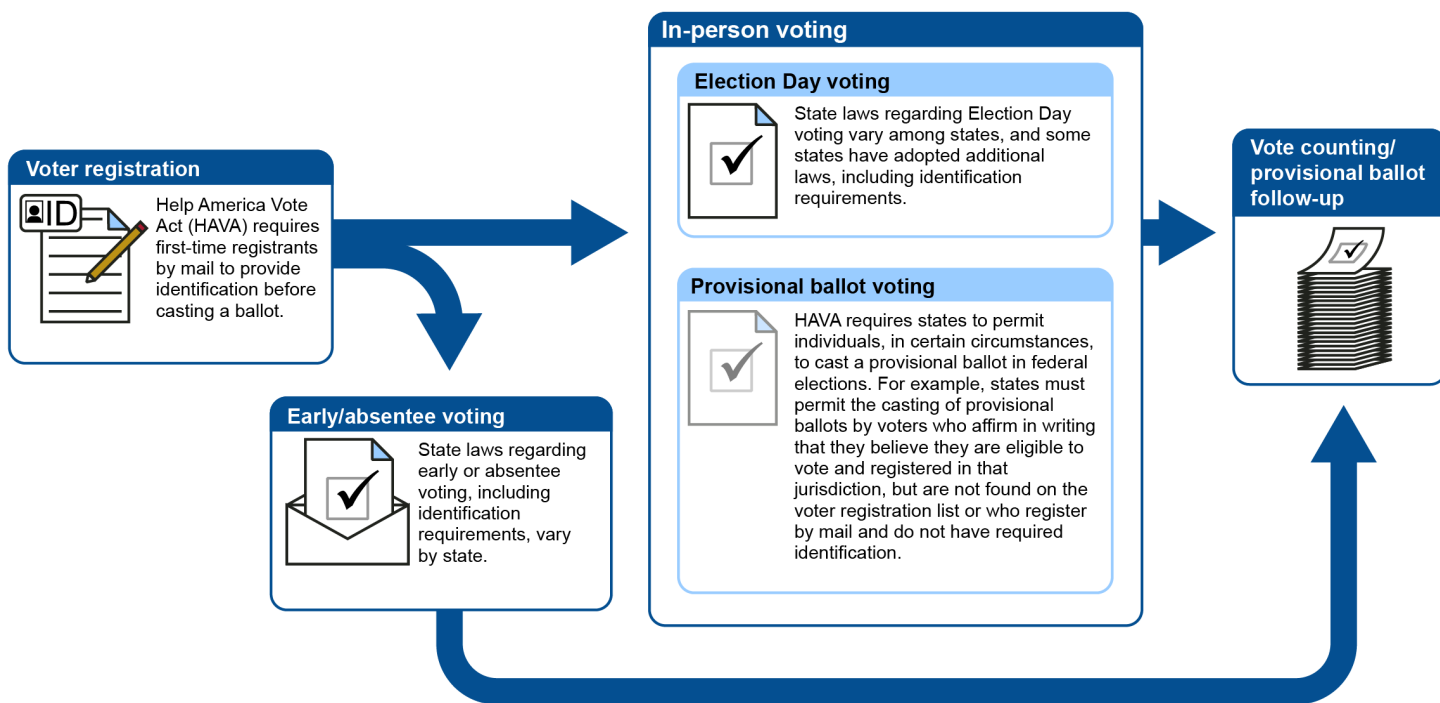 Voter registration
ID
Help America Vote
Act (HAVA) requires
first-time registrants
by mail to provide
identification before
casting a ballot.
Early/absentee voting
State laws regarding
early or absentee
voting, including
identification
requirements, vary
by state.
In-person voting
Election Day voting
State laws regarding Election Day
voting vary among states, and some
states have adopted additional
laws, including identification
requirements.
Provisional ballot voting
HAVA requires states to permit
individuals, in certain circumstances,
to cast a provisional ballot in federal
elections. For example, states must
permit the casting of provisional
ballots by voters who affirm in writing
that they believe they are eligible to
vote and registered in that
jurisdiction, but are not found on the
voter registration list or who register
by mail and do not have required
identification.
Vote counting/
provisional ballot
follow-up